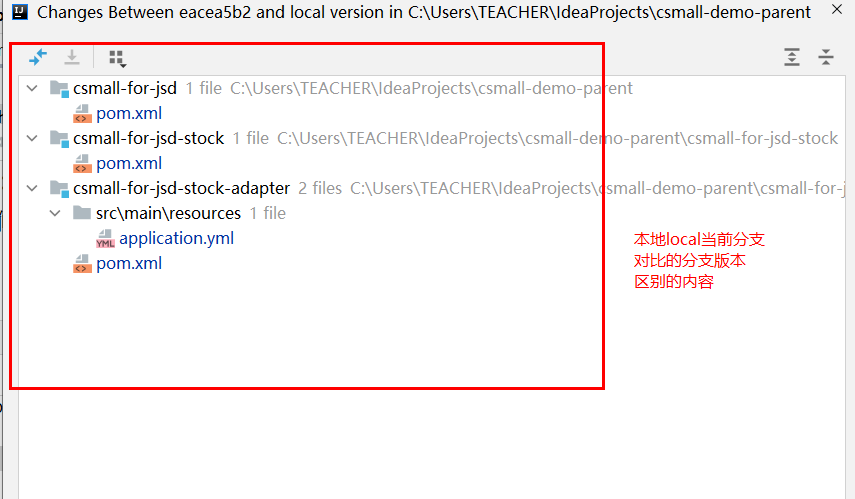 Changes Between eacea5b2 and local version in C:\Users\TEACHER\IdeaProjects\csmall-demo-parent
csmall-for-jsd 1 file C:\Users\TEACHER\IdeaProjects\csmall-demo-parent
pom.xml
csmall-for-jsd-stock 1 file C:\Users\TEACHER\IdeaProjects\csmall-demo-parent\csmall-for-jsd-stock
pom.xml
csmall-for-jsd-stock-adapter 2 files C:\Users\TEACHER\IdeaProjects\csmall-demo-parent\csmall-for-j
src\main\resources 1 file
YML application.yml
pom.xml
本地local当前分支
对比的分支版本
区别的内容